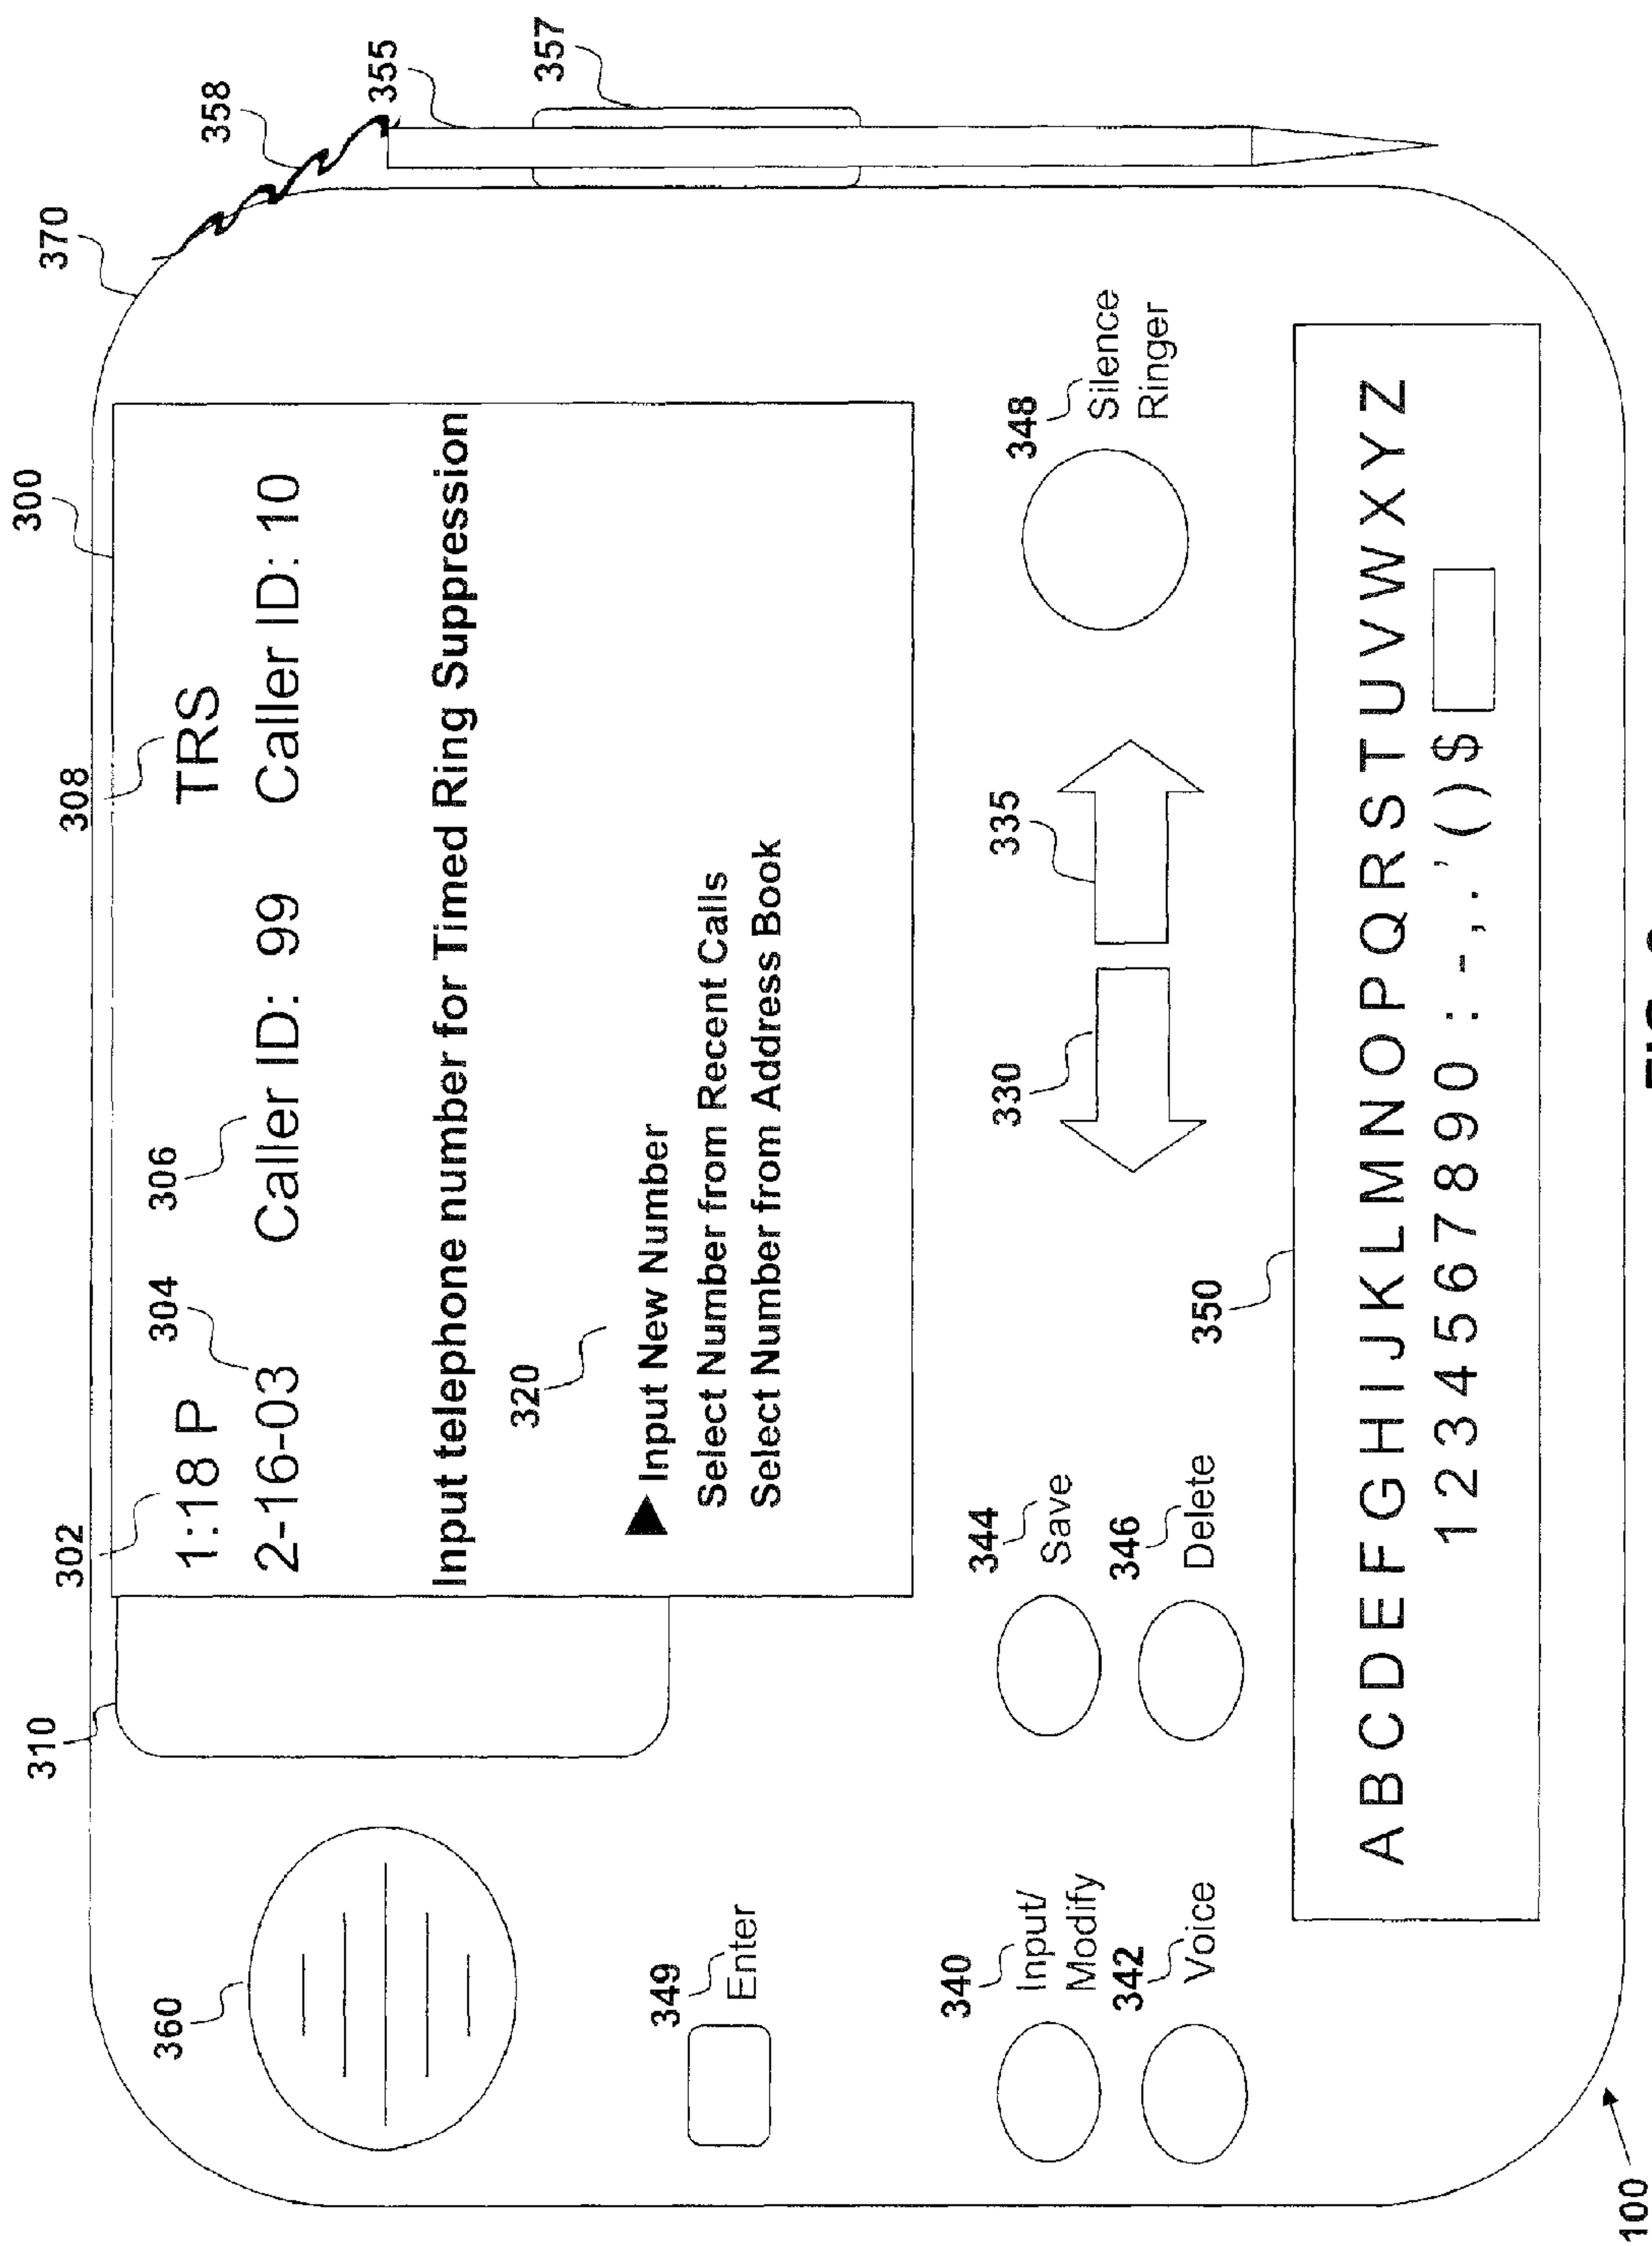 358
355
357
370
300
308
TRS
Caller ID: 10
306
Caller ID: 99
304
2-16-03
302
1:18 P
310
360
Input telephone number for Timed Ring Suppression
320
▶ Input New Number
Select Number from Recent Calls
Select Number from Address Book
349
Enter
340
Input/
Modify
342
Voice
344
Save
346
Delete
330
335
348
Silence
Ringer
350
A B C D E F G H I J K L M N O P Q R S T U V W X Y Z
1 2 3 4 5 6 7 8 9 0 : - , . ' ( ) $
100